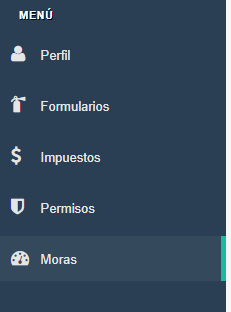 MENÚ
Perfil
Formularios
Impuestos
Permisos
Moras